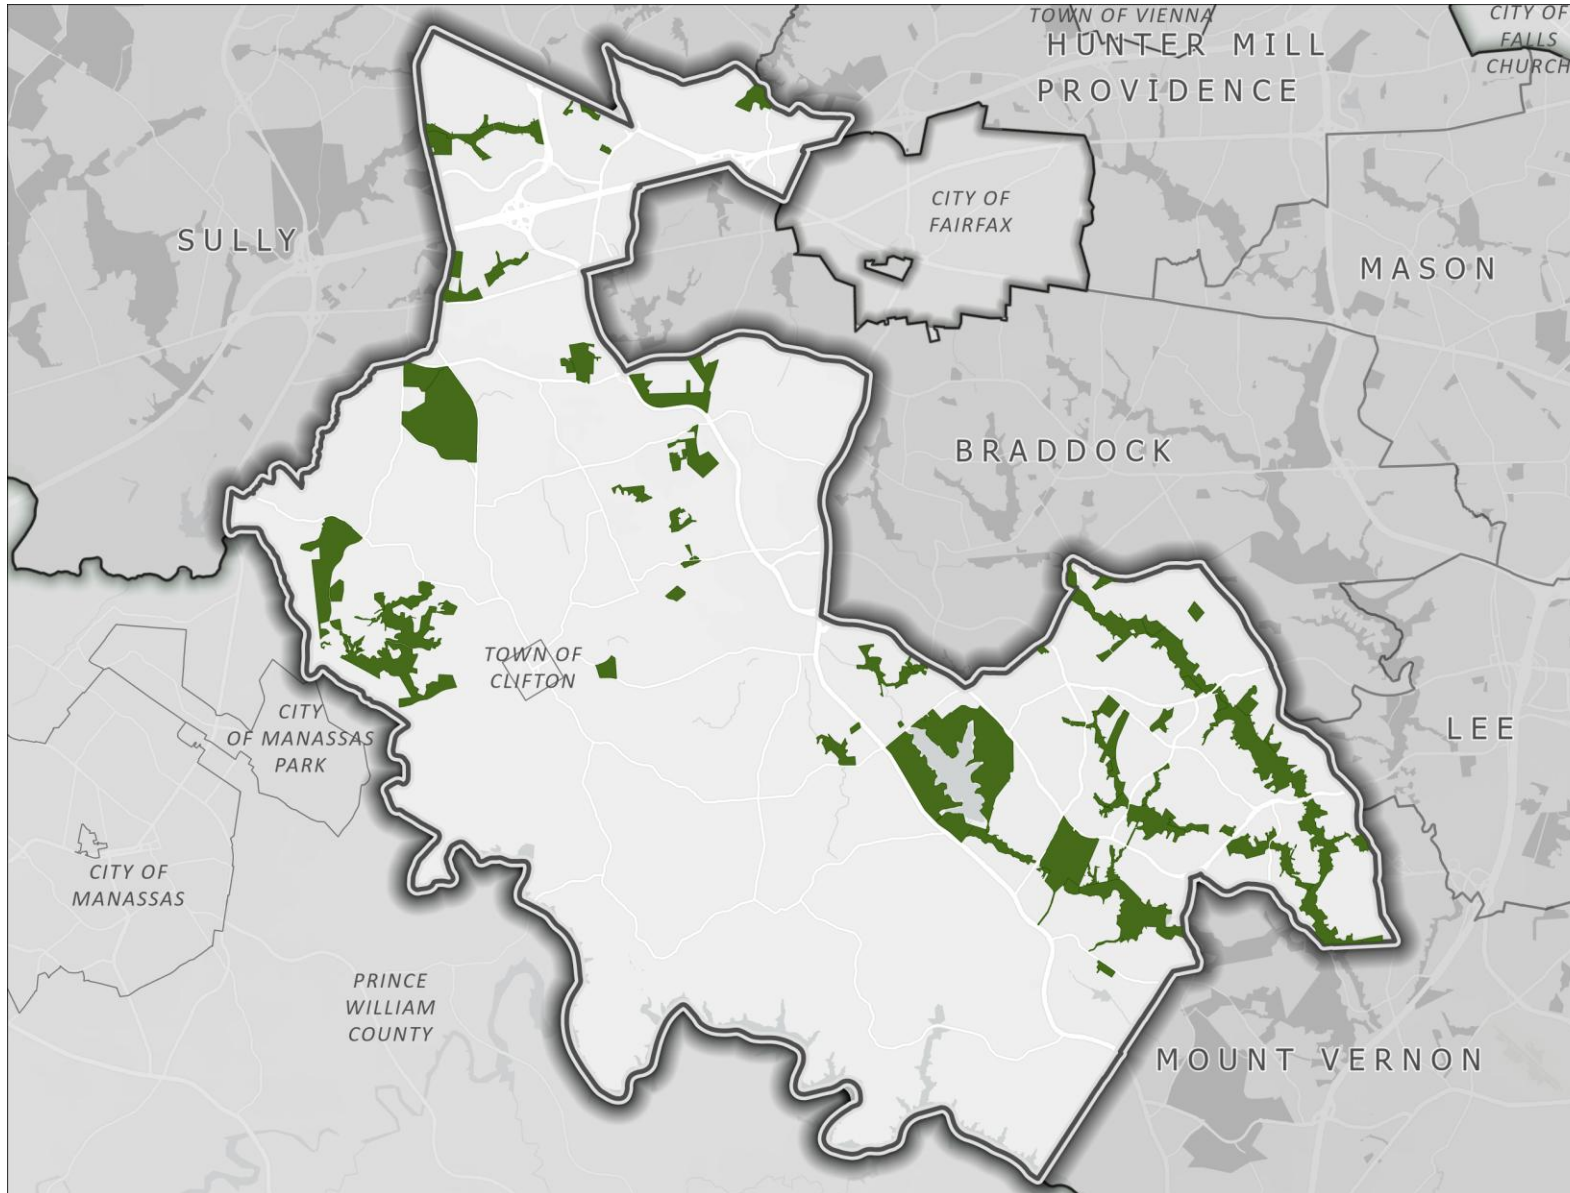 TOWN OF VIENNA
HUNTER MILL
PROVIDENCE
CITY OF
FALLS
CHURCH
CITY OF
FAIRFAX
SULLY
MASON
BRADDOCK
TOWN OF
CLIFTON
CITY
OF MANASSAS
PARK
LEE
CITY OF
MANASSAS
PRINCE
WILLIAM
COUNTY
MOUNT VERNON